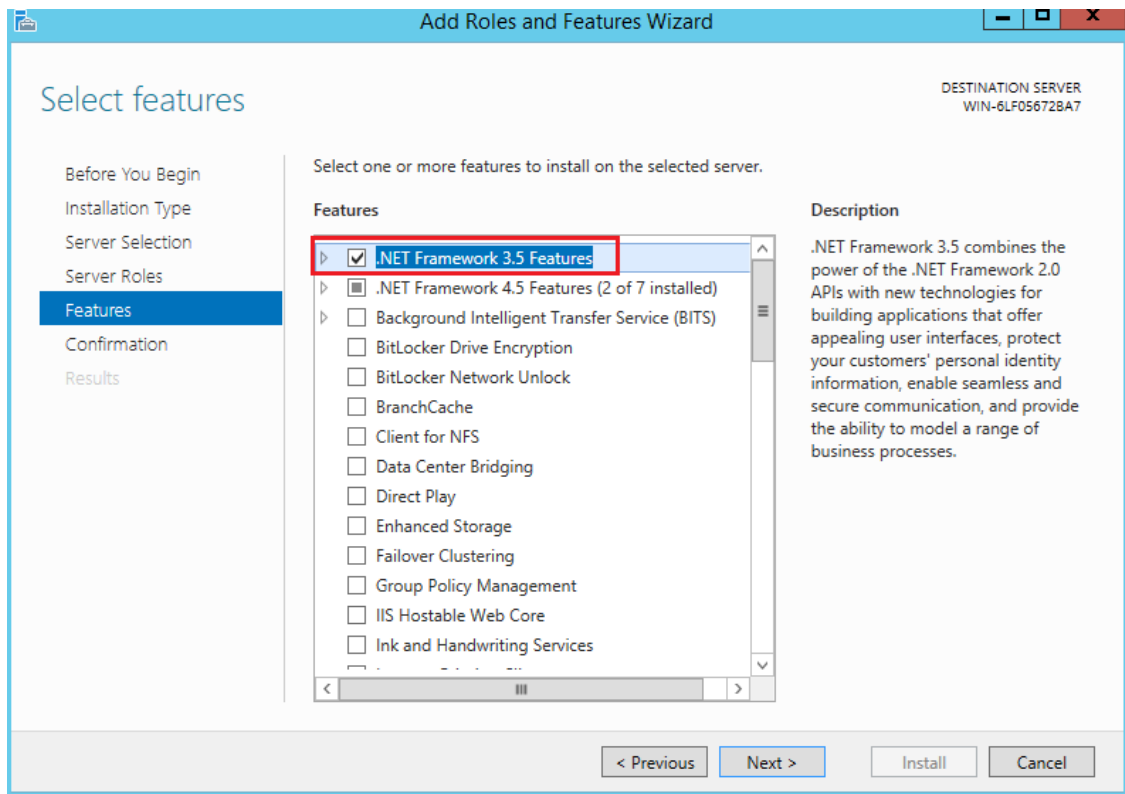 Add Roles and Features Wizard
Select features
DESTINATION SERVER
WIN-6LF05672BA7
Before You Begin
Installation Type
Server Selection
Server Roles
Features
Confirmation
Results
Select one or more features to install on the selected server.
Features
.NET Framework 3.5 Features
.NET Framework 4.5 Features (2 of 7 installed)
Background Intelligent Transfer Service (BITS)
BitLocker Drive Encryption
BitLocker Network Unlock
BranchCache
Client for NFS
Data Center Bridging
Direct Play
Enhanced Storage
Failover Clustering
Group Policy Management
IIS Hostable Web Core
Ink and Handwriting Services
Description
.NET Framework 3.5 combines the
power of the .NET Framework 2.0
APIs with new technologies for
building applications that offer
appealing user interfaces, protect
your customers' personal identity
information, enable seamless and
secure communication, and provide
the ability to model a range of
business processes.
< Previous
Next >
Install
Cancel